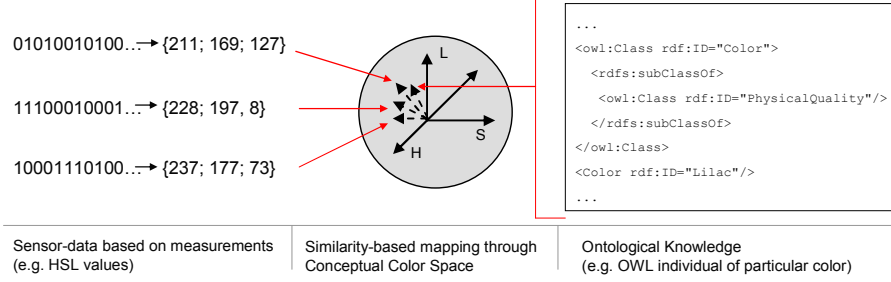 01010010100… {211; 169; 127}
11100010001… {228; 197, 8}
10001110100… {237; 177; 73}
L
S
H
...
<owl:Class rdf:ID="Color">
<rdfs:subClassOf>
<owl:Class rdf:ID="PhysicalQuality"/>
</rdfs:subClassOf>
</owl:Class>
<Color rdf:ID="Lilac"/>
...
Sensor-data based on measurements
(e.g. HSL values)
Similarity-based mapping through
Conceptual Color Space
Ontological Knowledge
(e.g. OWL individual of particular color)